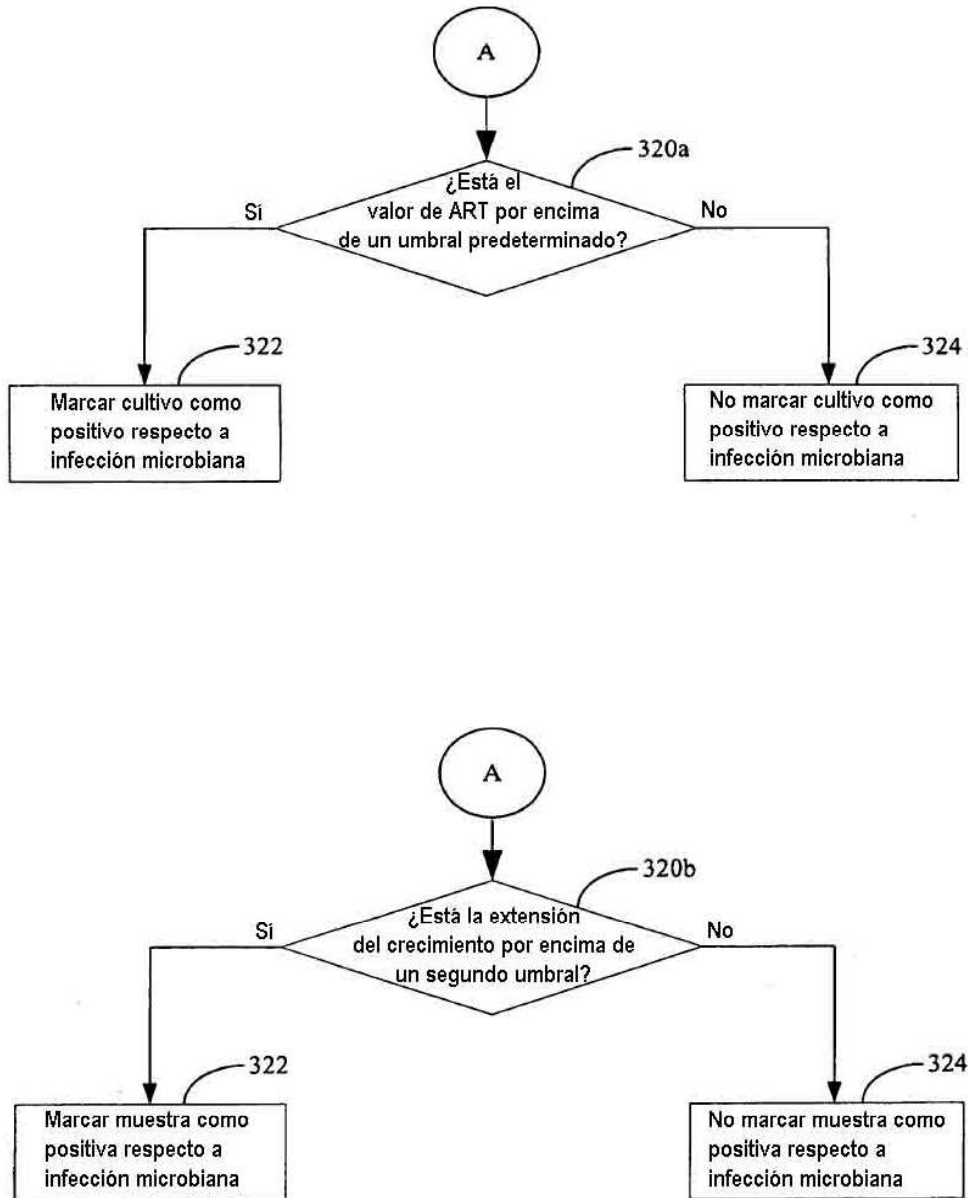 A
320a
¿Está el
valor de ART por encima
de un umbral predeterminado?
Sí
No
322
324
Marcar cultivo como
positivo respecto a
infección microbiana
No marcar cultivo como
positivo respecto a
infección microbiana
A
320b
¿Está la extensión
del crecimiento por encima de
un segundo umbral?
Sí
No
322
324
Marcar muestra como
positiva respecto a
infección microbiana
No marcar muestra como
positiva respecto a
infección microbiana